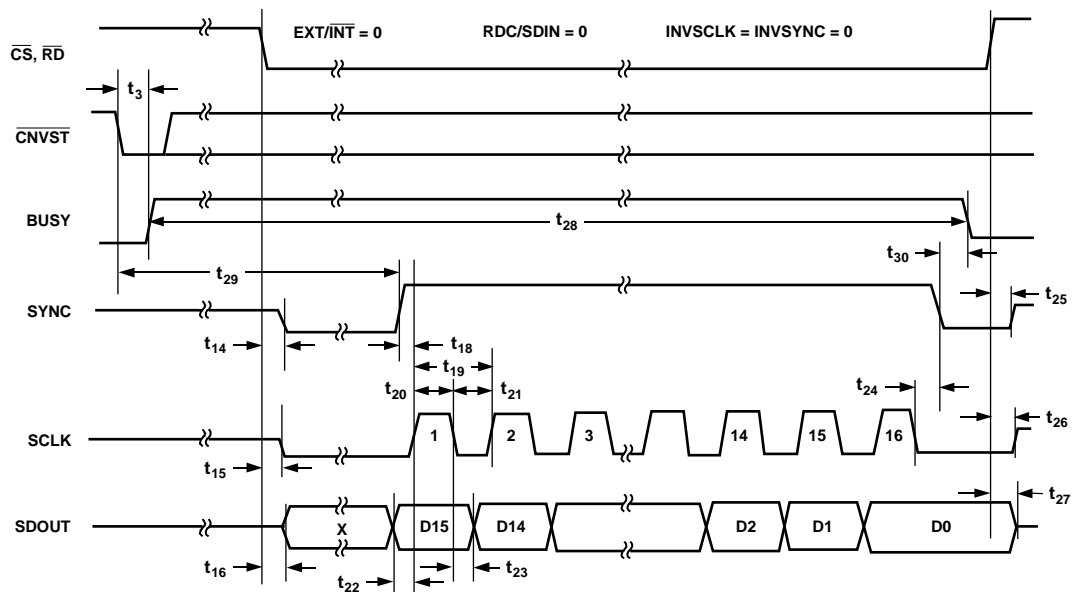 EXT/INT = 0 RDC/SDIN = 0 INVSCLK = INVSYNC = 0
CS, RD
t3
CNVST
BUSY
t28
t30
t29
t25
SYNC
t14
t18
t19
t20
t21
t24
t26
SCLK
1 2 3 14 15 16
t15
t27
SDOUT
X D15 D14 D2 D1 D0
t16
t22
t23